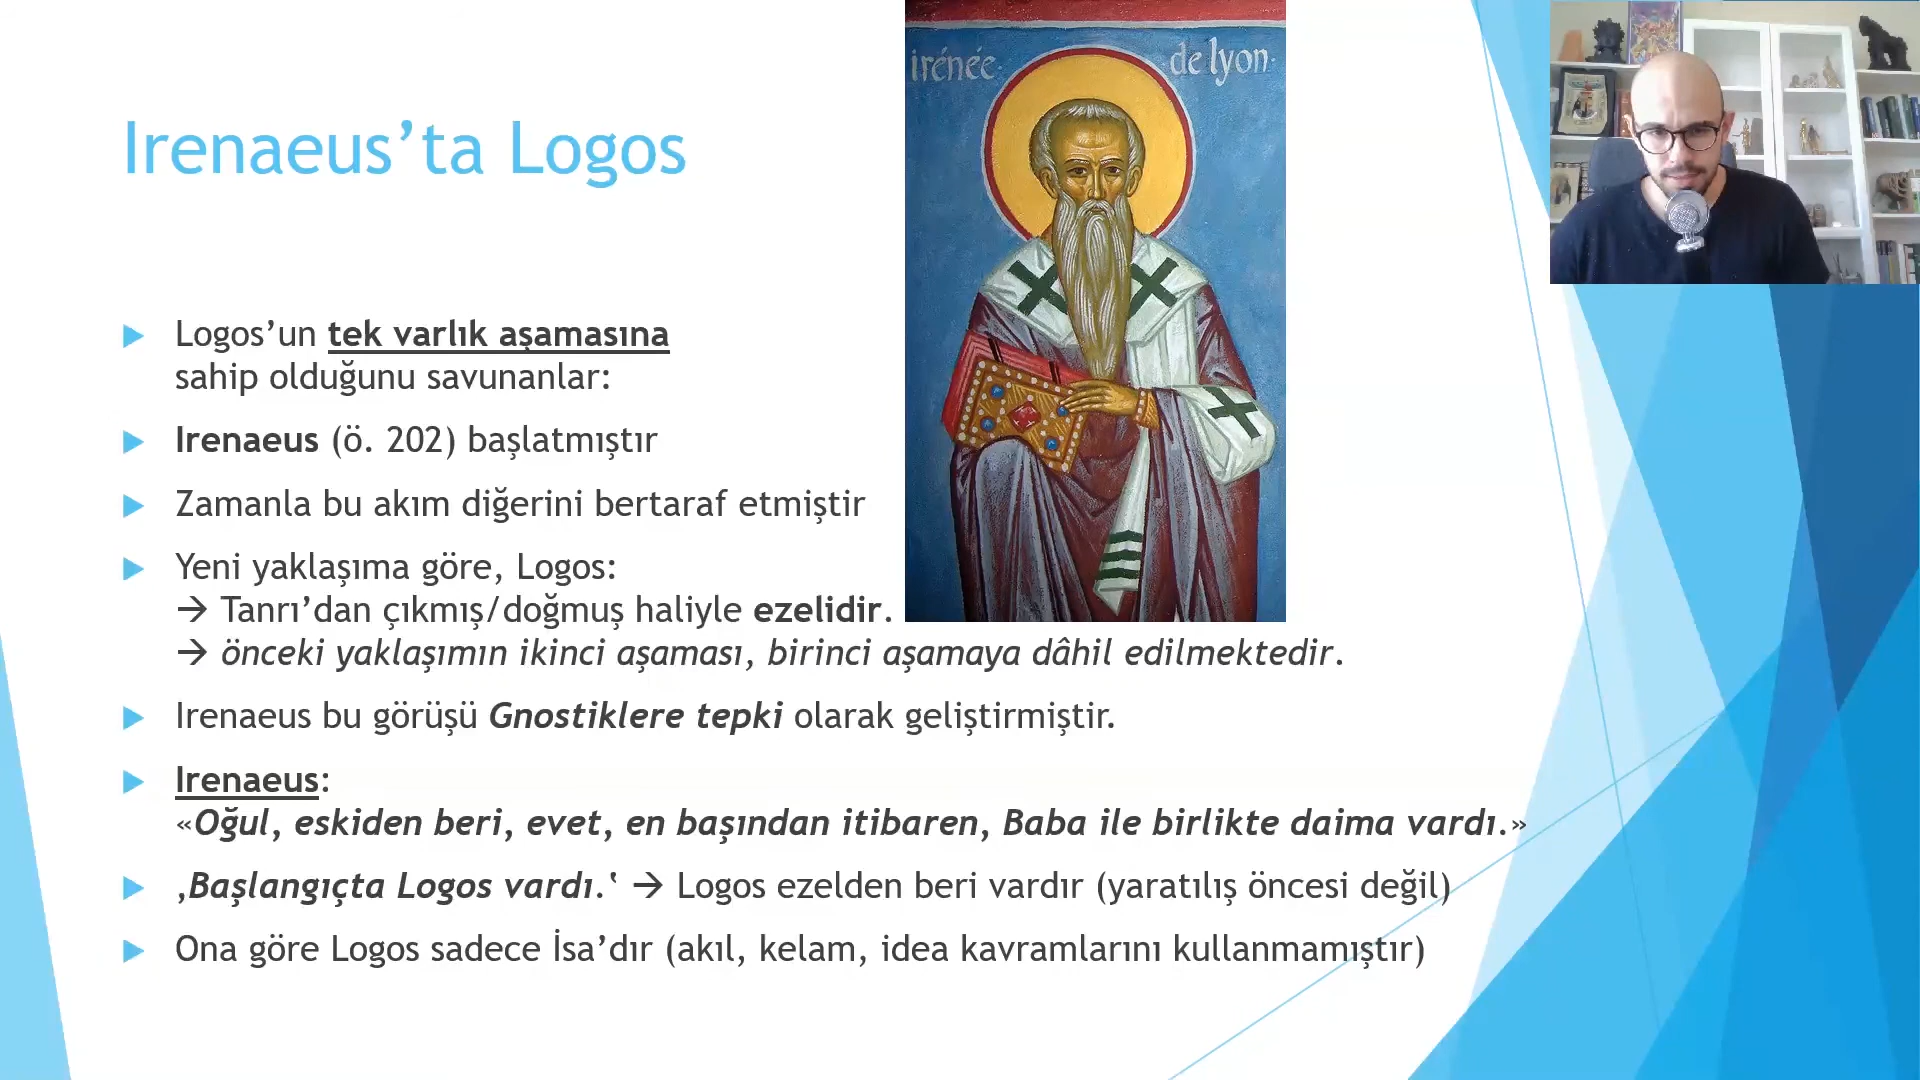 irénée de lyon.
Irenaeus’ta Logos
Logos’un tek varlık aşamasına
sahip olduğunu savunanlar:
Irenaeus (ö. 202) başlatmıştır
Zamanla bu akım diğerini bertaraf etmiştir
Yeni yaklaşıma göre, Logos:
→ Tanrı’dan çıkmış/doğmuş haliyle ezelidir.
→ önceki yaklaşımın ikinci aşaması, birinci aşamaya dâhil edilmektedir.
Irenaeus bu görüşü Gnostiklere tepki olarak geliştirmiştir.
Irenaeus:
«Oğul, eskiden beri, evet, en başından itibaren, Baba ile birlikte daima vardı.»
‚Başlangıçta Logos vardı.‛ → Logos ezelden beri vardır (yaratılış öncesi değil)
Ona göre Logos sadece İsa’dır (akıl, kelam, idea kavramlarını kullanmamıştır)